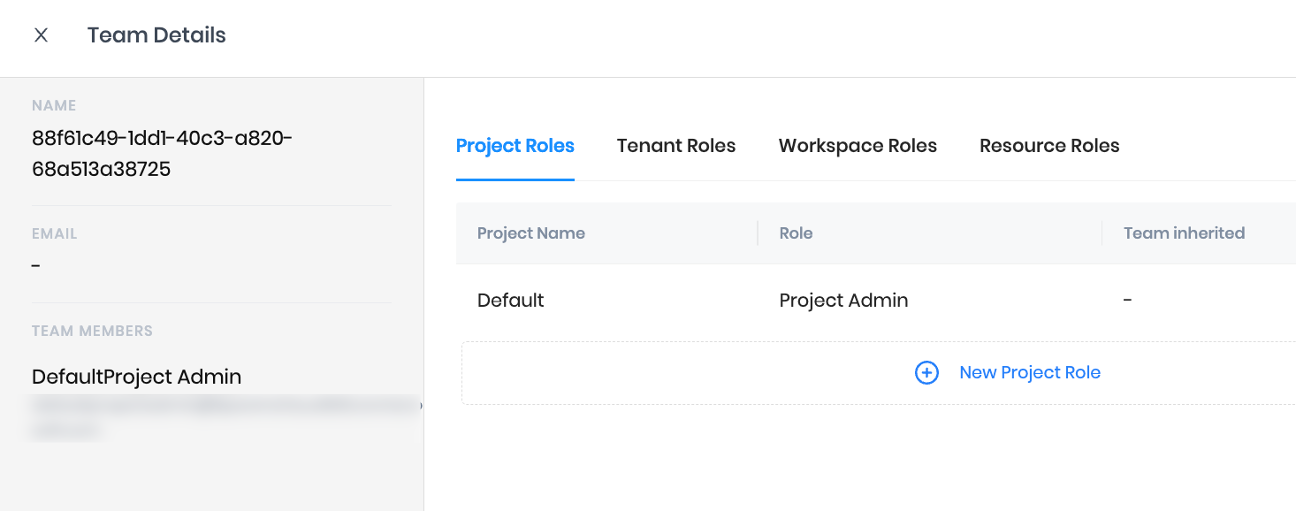 Team Details
NAME
88f61c49-1dd1-40c3-a820-
68a513a38725
EMAIL
-
TEAM MEMBERS
DefaultProject Admin
Project Roles Tenant Roles Workspace Roles Resource Roles
Project Name Role Team inherited
Default Project Admin -
New Project Role